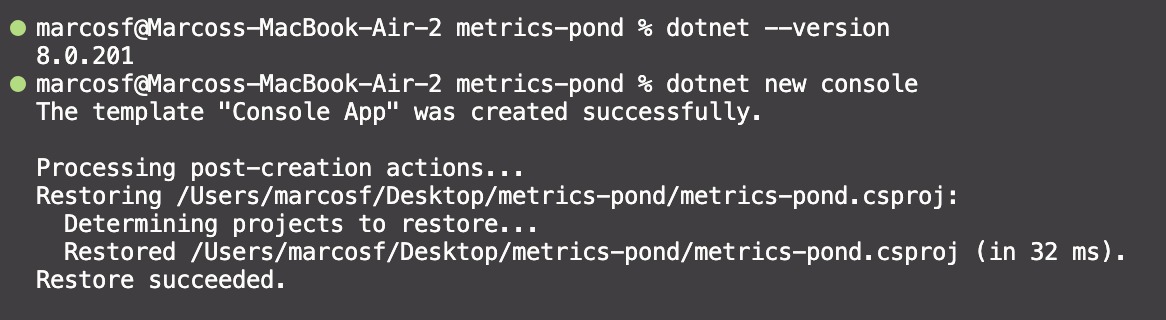 marcosf@Marcoss-MacBook-Air-2 metrics-pond % dotnet --version
8.0.201
marcosf@Marcoss-MacBook-Air-2 metrics-pond % dotnet new console
The template "Console App" was created successfully.

Processing post-creation actions...
Restoring /Users/marcosf/Desktop/metrics-pond/metrics-pond.csproj:
  Determining projects to restore...
  Restored /Users/marcosf/Desktop/metrics-pond/metrics-pond.csproj (in 32 ms).
Restore succeeded.